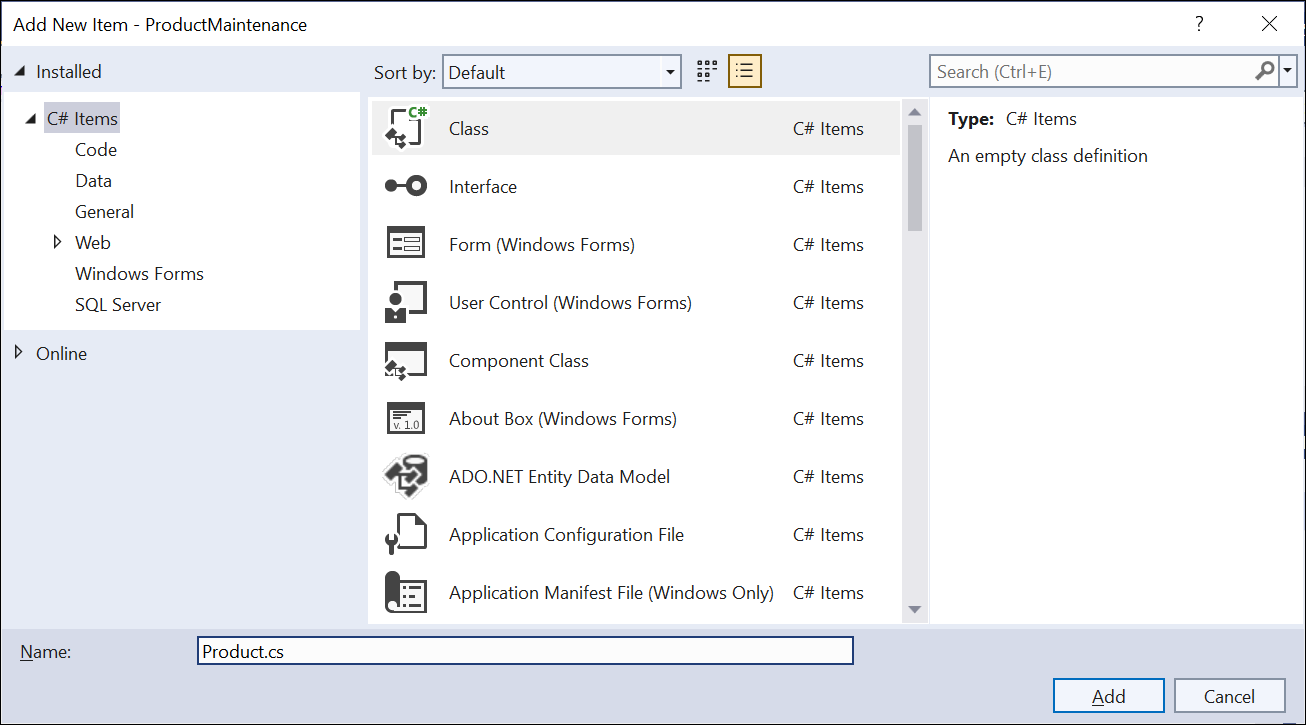 Add New Item - ProductMaintenance
?
Installed
Sort by: Default
Search (Ctrl+E)
C# Items
Code
Data
General
Web
Windows Forms
SQL Server
Online
C#
Class C# Items
Interface C# Items
Form (Windows Forms) C# Items
User Control (Windows Forms) C# Items
Component Class C# Items
v. 1.0
About Box (Windows Forms) C# Items
ADO.NET Entity Data Model C# Items
Application Configuration File C# Items
Application Manifest File (Windows Only) C# Items
Type: C# Items
An empty class definition
Name: Product.cs
Add Cancel